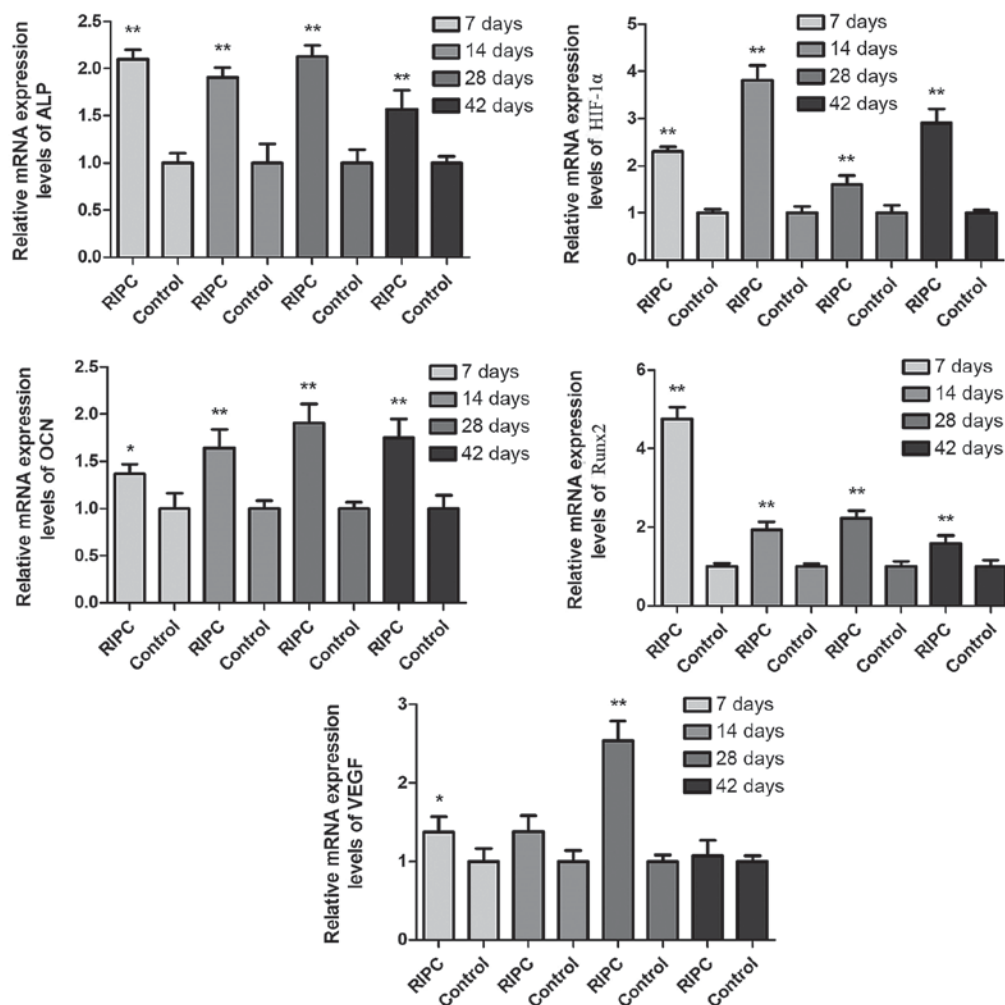 Relative mRNA expression
levels of ALP
2.5
2.0
1.5
1.0
0.5
0.0
**
**
**
**
7 days
14 days
28 days
42 days
RIPC
Control
RIPC
Control
RIPC
Control
RIPC
Control
Relative mRNA expression
levels of HIF-1α
5
4
3
2
1
0
**
**
**
**
7 days
14 days
28 days
42 days
RIPC
Control
RIPC
Control
RIPC
Control
RIPC
Control
Relative mRNA expression
levels of OCN
2.5
2.0
1.5
1.0
0.5
0.0
*
**
**
**
7 days
14 days
28 days
42 days
RIPC
Control
RIPC
Control
RIPC
Control
RIPC
Control
Relative mRNA expression
levels of Runx2
6
4
2
0
**
**
**
**
7 days
14 days
28 days
42 days
RIPC
Control
RIPC
Control
RIPC
Control
RIPC
Control
Relative mRNA expression
levels of VEGF
3
2
1
0
*
**
7 days
14 days
28 days
42 days
RIPC
Control
RIPC
Control
RIPC
Control
RIPC
Control